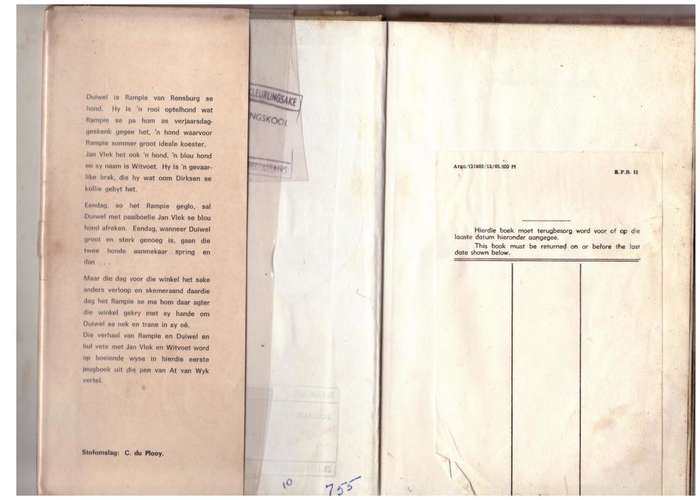 Duiwel is Rampie van Rensburg se
hond. Hy is 'n rooi optelhond wat
Rampie se pa hom as verjaarsdag-
geskenk gegee het, 'n hond waarvoor
Rampie sommer groot ideale koester.
Jan Vlek het ook 'n hond, 'n blou hond
en sy naam is Witvoet. Hy is 'n gevaar-
like brak, die hy wat oom Dirksen se
kollie gebyt het.
Eendag, so het Rampie geglo, sal
Duiwel met paaiboelie Jan Vlek se blou
hond afreken. Eendag, wanneer Duiwel
groot en sterk genoeg is, gaan die
twee honde aanmekaar spring en
dan . . .
Maar die dag voor die winkel het sake
anders verloop en skemeraand daardie
dag het Rampie se ma hom daar agter
die winkel gekry met sy hande om
Duiwel se nek en trane in sy oë.
Die verhaal van Rampie en Duiwel en
hul vete met Jan Vlek en Witvoet word
op boeiende wyse in hierdie eerste
jeugboek uit die pen van At van Wyk
vertel.
Stofomslag: C. du Plooy.
LEURLINGSAKE
NGSKOOL
10
755
K.P.D. 11
Hierdie boek moet terugbesorg word voor of op die
laaste datum hieronder aangegee.
This book must be returned on or before the last
date shown below.